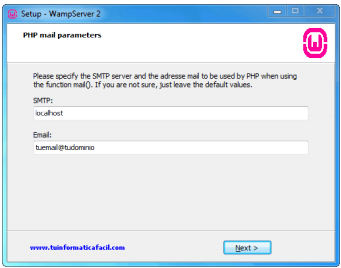 Setup - WampServer 2
PHP mail parameters
Please specify the SMTP server and the adresse mail to be used by PHP when using
the function mail(). If you are not sure, just leave the default values.
SMTP:
localhost
Email:
tuemail@tudominio
www.tuinformaticafacil.com
Next >